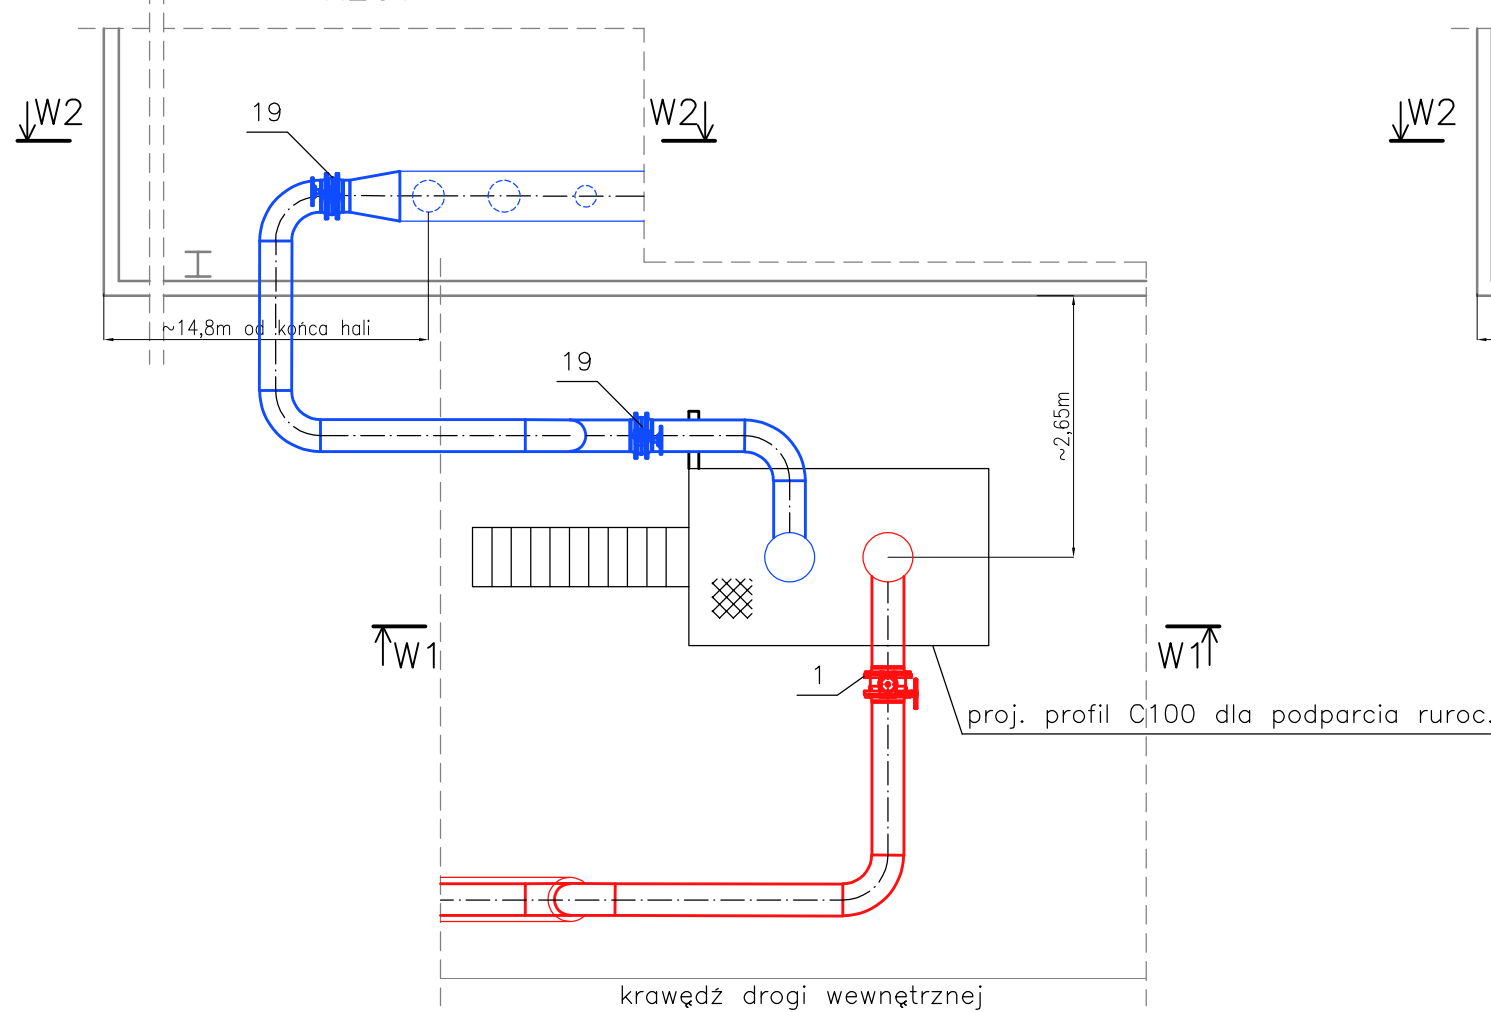 W2
W2
W2
19
~14,8m od końca hali
19
~2,65m
W1
W1
1
proj. profil C100 dla podparcia ruroc.
krawędź drogi wewnętrznej